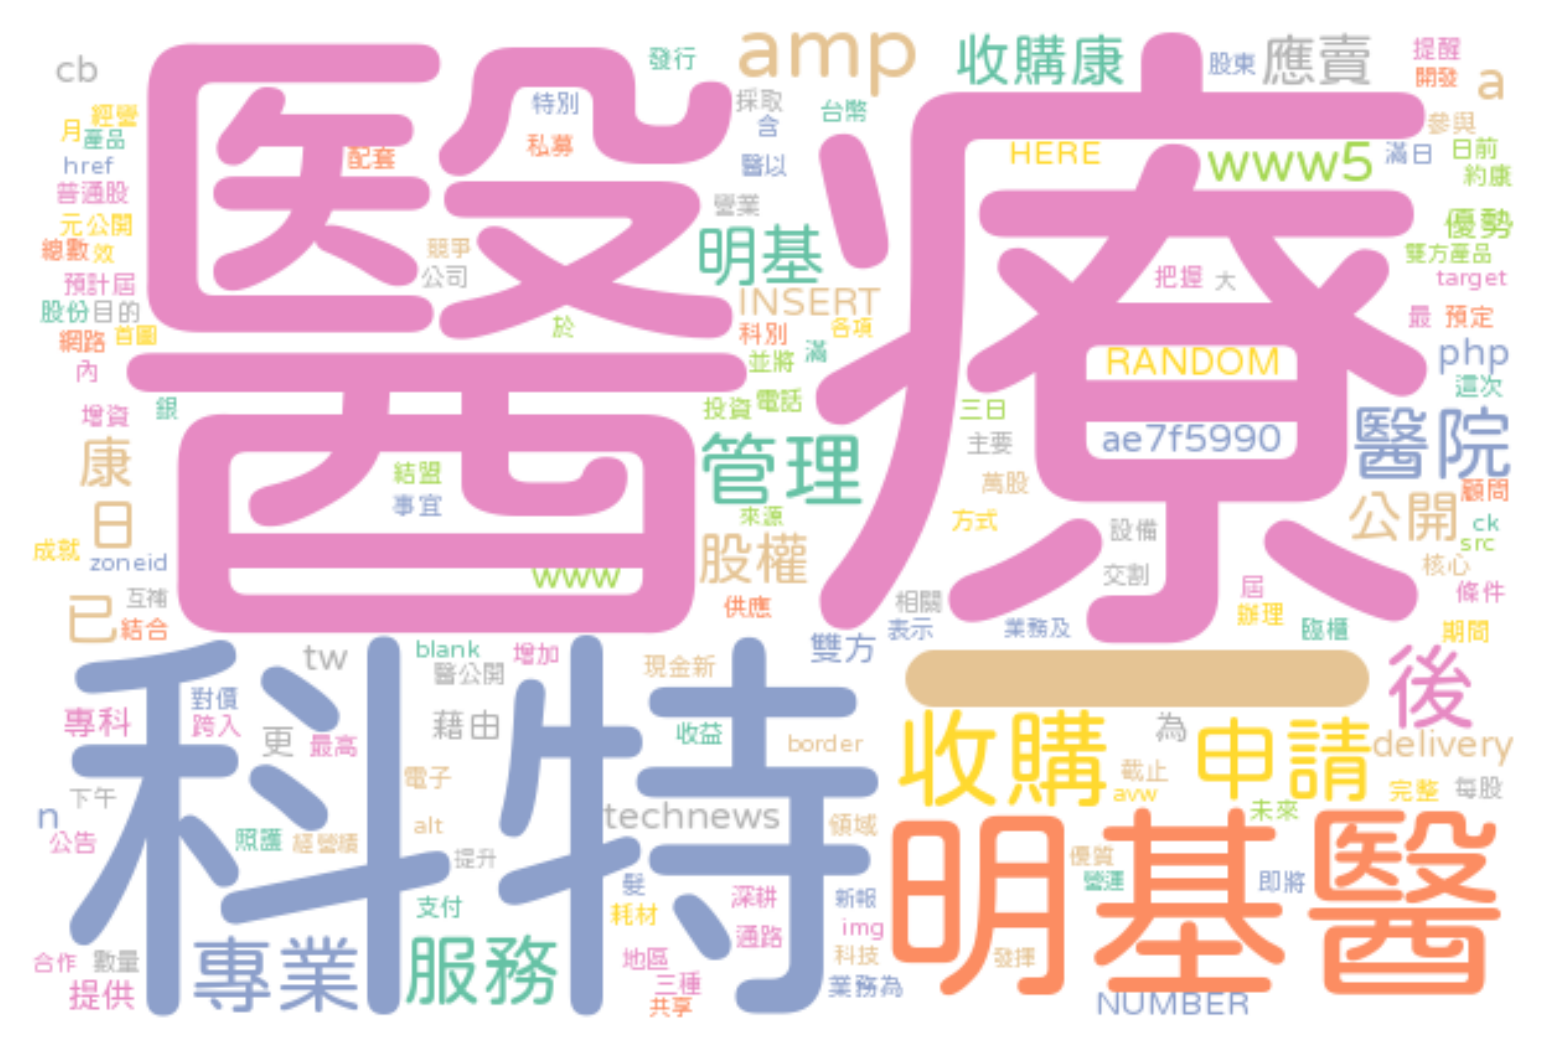 醫療
科特
明基醫
一
收購
申請
後
amp
收購康
應賣
a
cb
發行
特別
私募
配套
採取
含
台幣
股東
提醒
開發
經營
月
產品
href
普通股
元公開
總數
效
預計屆
股份
目的
網路
首圖
內
增資
銀
康
日
成就
zoneid
已
互補
結合
競爭
公司
於
醫以
營業
明基
INSERT
科別
各項
並將
滿
投資
電話
管理
來源
股權
供應
結盟
事宜
www
HERE
www5
滿日
參與
日前
約康
優勢
雙方產品
target
把握
大
最
預定
RANDOM
php
這次
三日
主要
ae7f5990
醫院
萬股
顧問
方式
公開
ck
src
設備
核心
交割
條件
相關
屆
辦理
表示
業務及
臨櫃
期間
雙方
tw
blank
醫公開
增加
現金新
專科
對價
跨入
更
最高
藉由
收益
border
電子
下午
n
公告
照護
經營績
alt
提升
technews
領域
為
delivery
截止
avw
完整
每股
未來
優質
營運
即將
髮
耗材
深耕
新報
支付
通路
img
合作
數量
提供
專業
服務
地區
三種
共享
科技
業務為
發揮
NUMBER